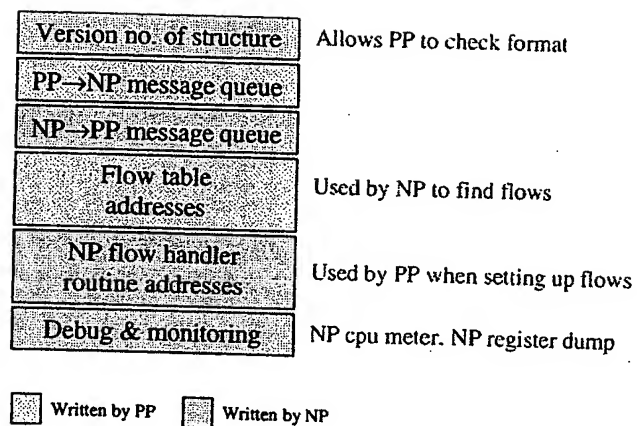 Version no. of structure Allows PP to check format
PP→NP message queue
NP→PP message queue
Flow table
addresses
Used by NP to find flows
NP flow handler
routine addresses
Used by PP when setting up flows
Debug & monitoring NP cpu meter. NP register dump
Written by PP Written by NP